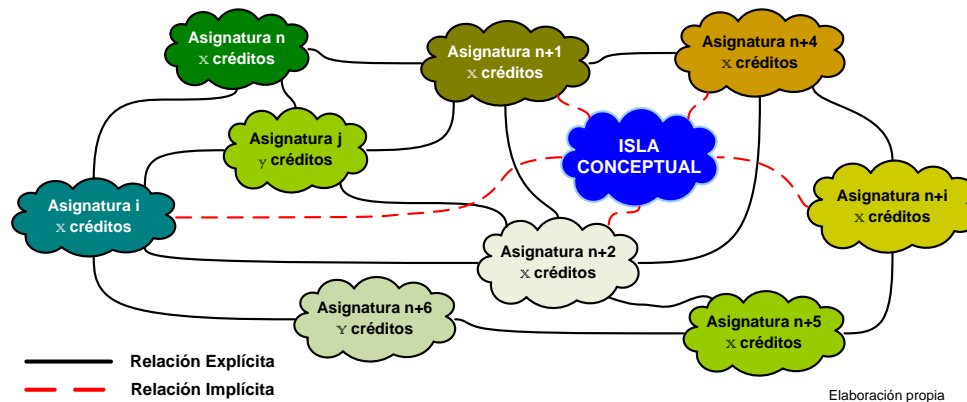 Asignatura n
x créditos
Asignatura n+1
x créditos
Asignatura n+4
x créditos
Asignatura j
y créditos
ISLA
CONCEPTUAL
Asignatura i
x créditos
Asignatura n+i
x créditos
Asignatura n+2
x créditos
Asignatura n+6
Y créditos
Asignatura n+5
x créditos
Relación Explícita
Relación Implícita
Elaboración propia